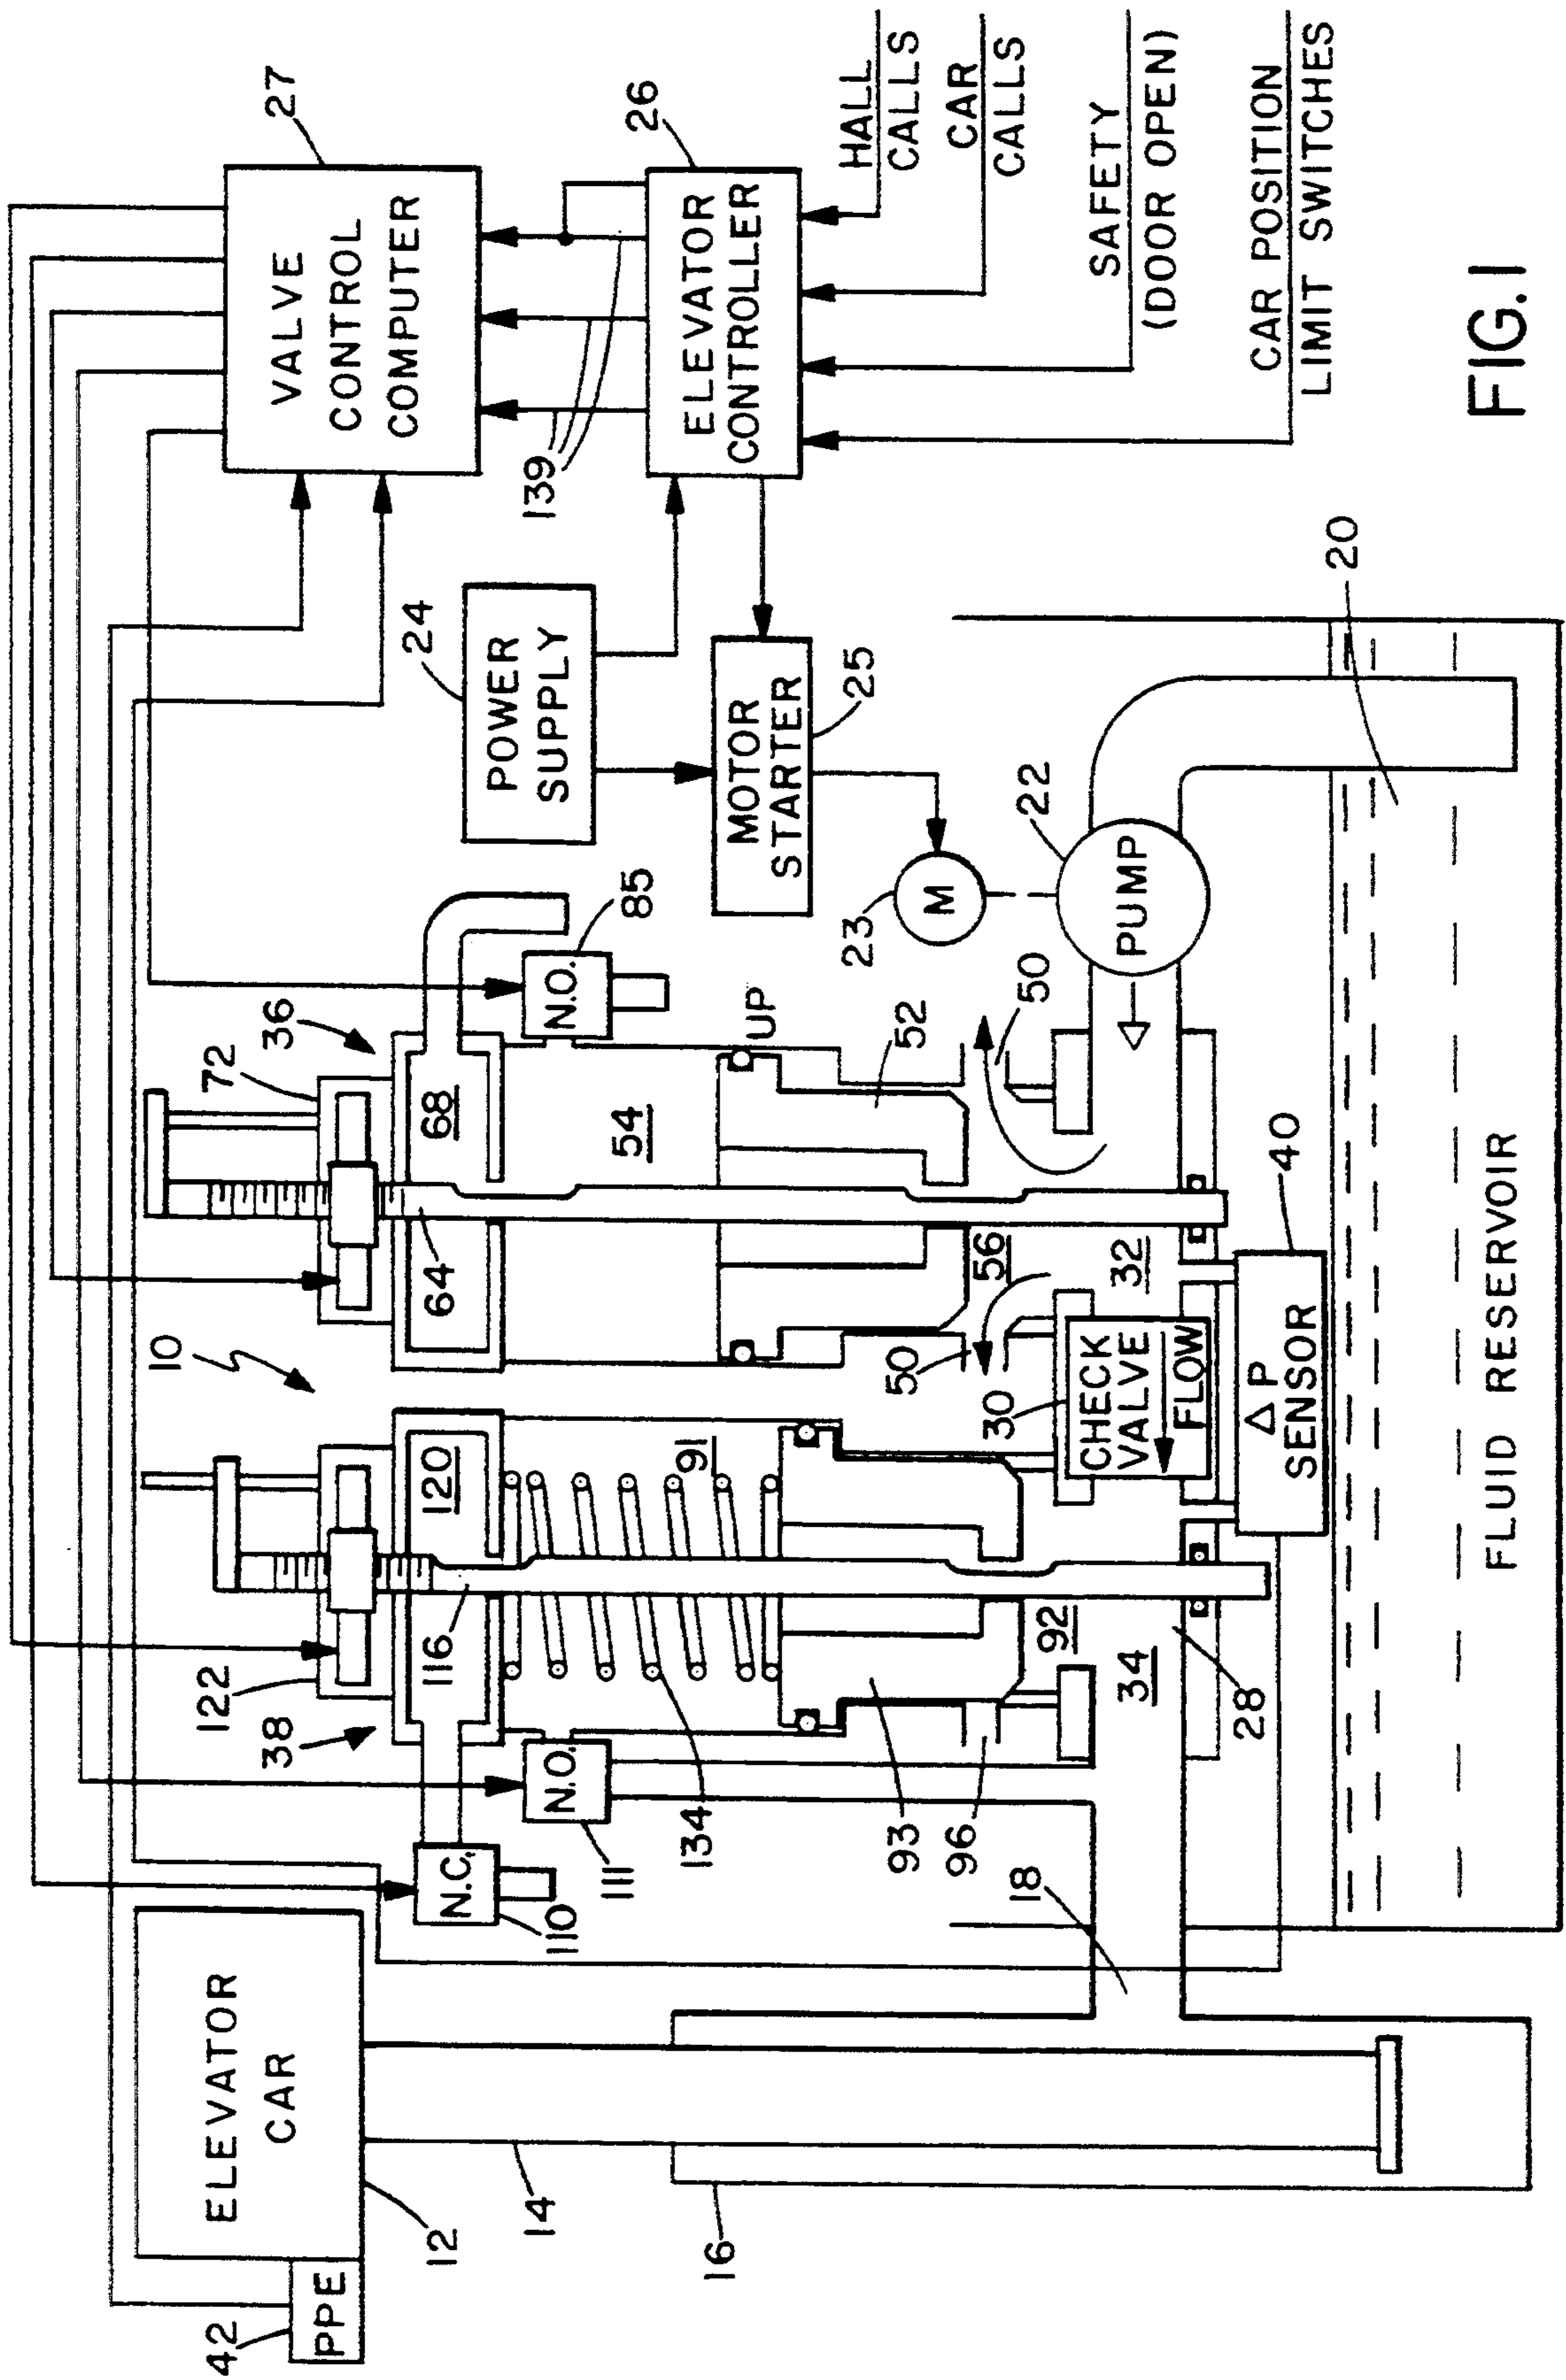 42
PPE
ELEVATOR
CAR
12
14
16
18
N.C.
110
N.O.
111
38
122
116
120
134
91
93
96
92
34
28
10
36
72
64
68
54
N.O.
85
UP
52
50
50
56
32
30
CHECK
VALVE
FLOW
ΔP
SENSOR
40
22
PUMP
23
M
20
FLUID RESERVOIR
24
POWER
SUPPLY
MOTOR
STARTER
25
27
VALVE
CONTROL
COMPUTER
139
26
ELEVATOR
CONTROLLER
HALL
CALLS
CAR
CALLS
SAFETY
(DOOR OPEN)
CAR POSITION
LIMIT SWITCHES
FIG. 1